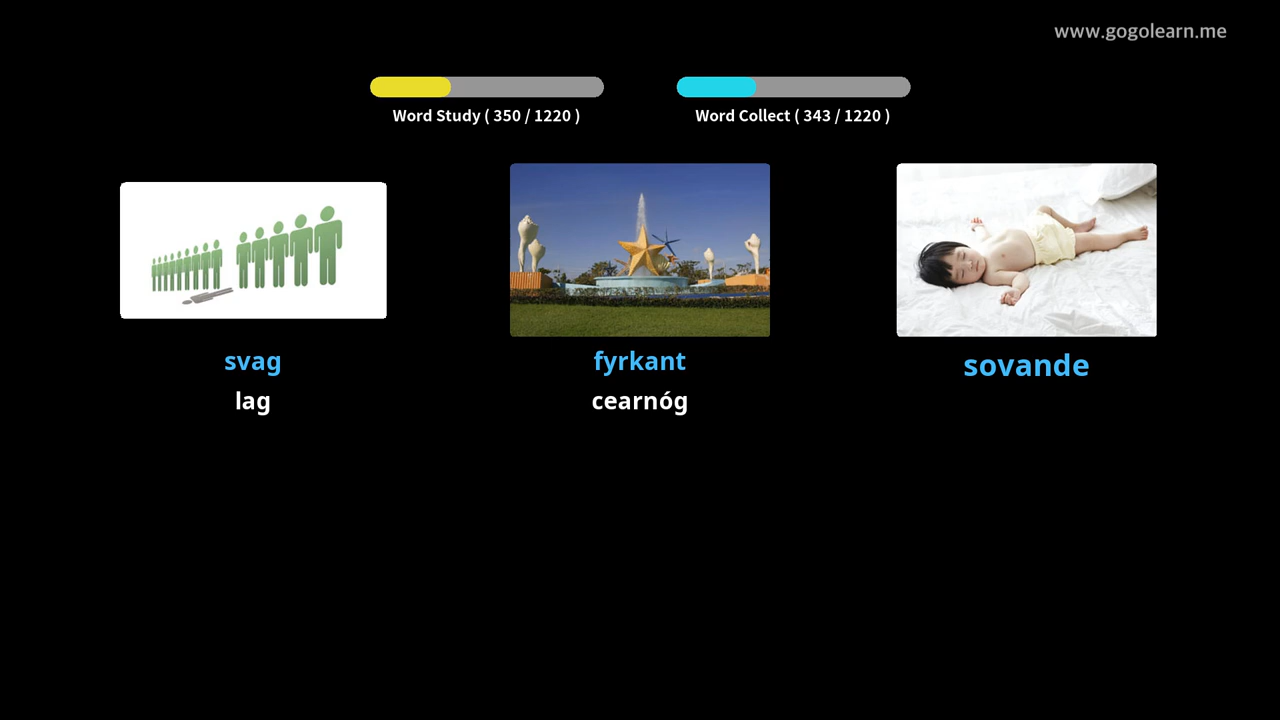 www.gogolearn.me
Word Study ( 350 / 1220 )
Word Collect ( 343 / 1220 )
svag
lag
fyrkant
cearnóg
sovande